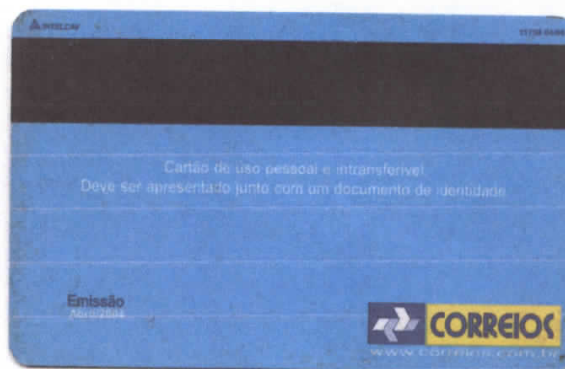 INTELCAV
Cartão de uso pessoal e intransferível
Deve ser apresentado junto com um documento de identidade
Emissão
CORREIOS
www.correios.com.br